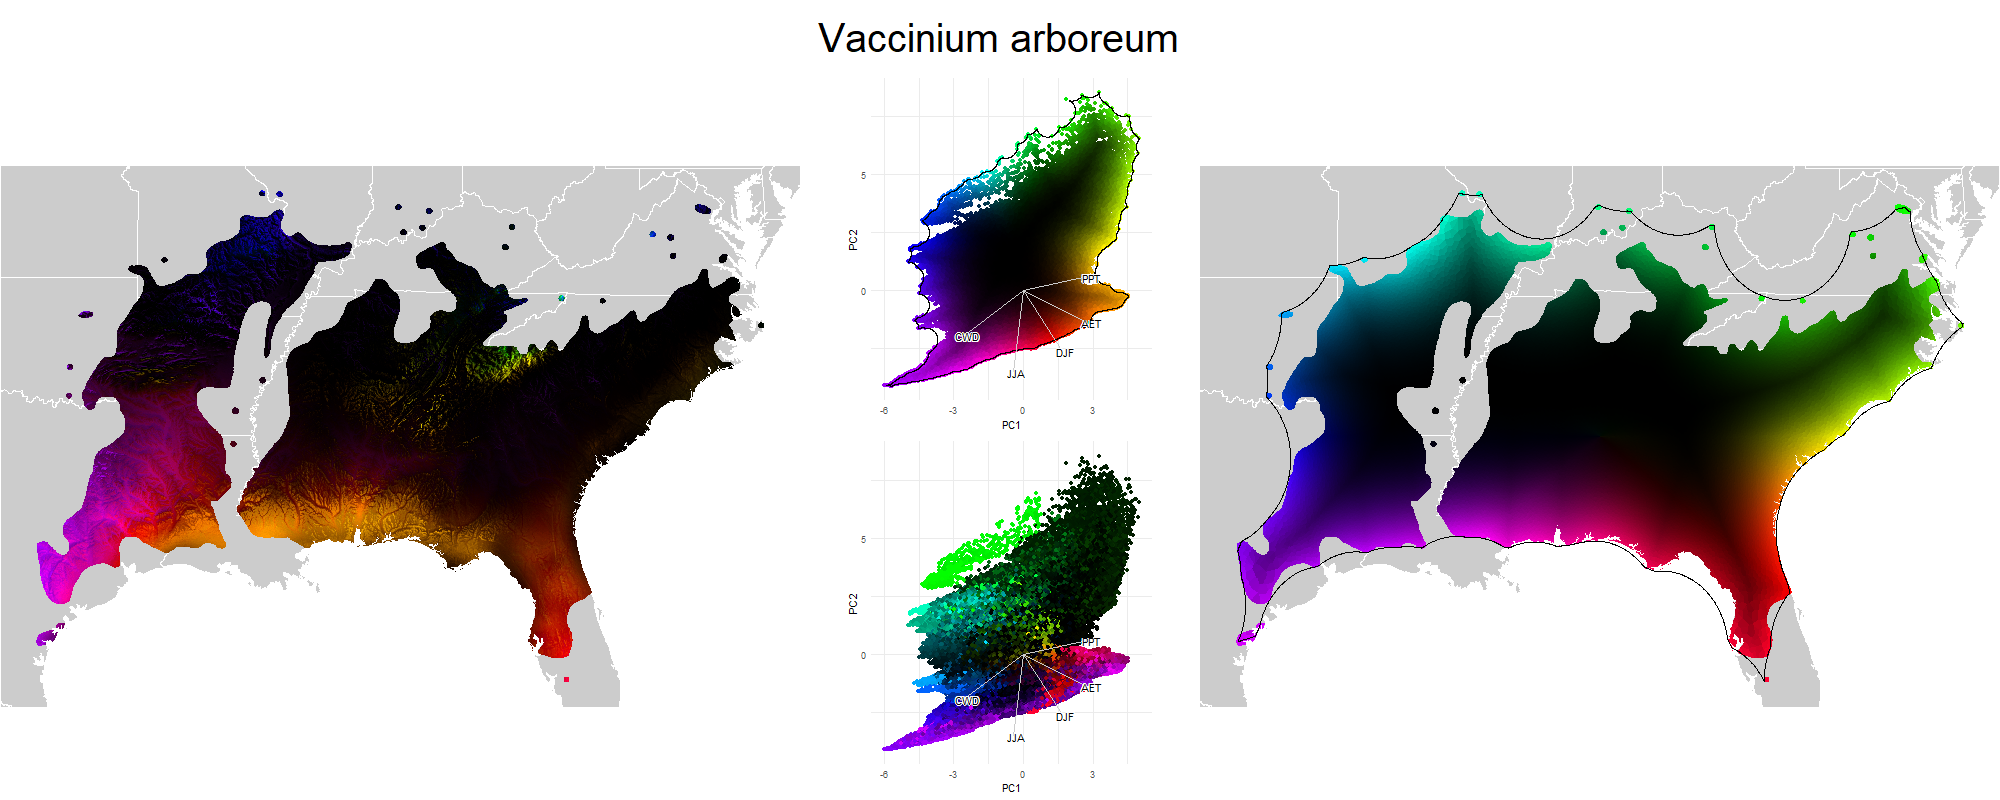 Vaccinium arboreum
5
PC2
0
PPT
AET
CWD
DJF
JJA
-6 -3 0 3
PC1
5
PC2
0
PPT
AET
CWD
DJF
JJA
-6 -3 0 3
PC1